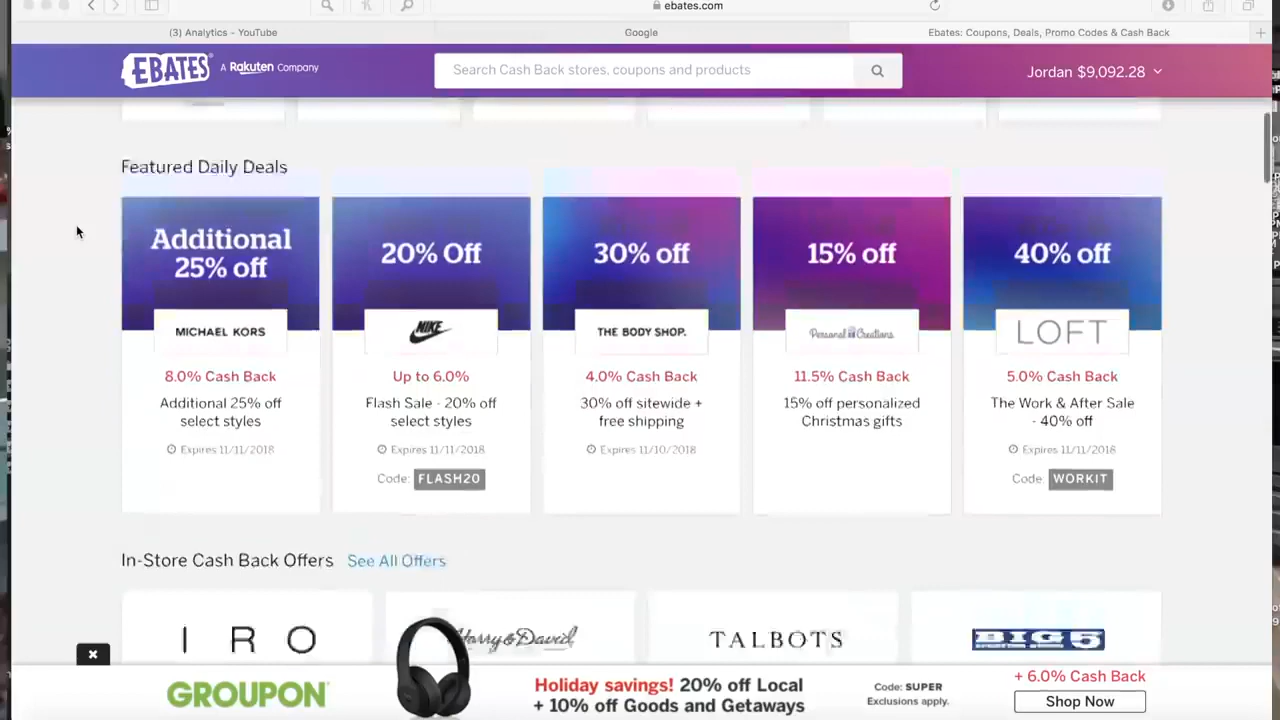 ebates.com
(3) Analytics – YouTube
Google
Ebates: Coupons, Deals, Promo Codes & Cash Back
EBATES A Rakuten Company
Search Cash Back stores, coupons and products
Jordan $9,092.28
Featured Daily Deals
Additional
25% off
MICHAEL KORS
8.0% Cash Back
Additional 25% off
select styles
Expires 11/11/2018
20% Off
NIKE
Up to 6.0%
Flash Sale - 20% off
select styles
Expires 11/11/2018
Code: FLASH20
30% off
THE BODY SHOP.
4.0% Cash Back
30% off sitewide +
free shipping
Expires 11/10/2018
15% off
Personal Creations
11.5% Cash Back
15% off personalized
Christmas gifts
40% off
LOFT
5.0% Cash Back
The Work & After Sale
- 40% off
Expires 11/11/2018
Code: WORKIT
In-Store Cash Back Offers See All Offers
IRO
Harry & David
TALBOTS
BIG 5
GROUPON
Holiday savings! 20% off Local
+ 10% off Goods and Getaways
Code: SUPER
Exclusions apply.
+ 6.0% Cash Back
Shop Now